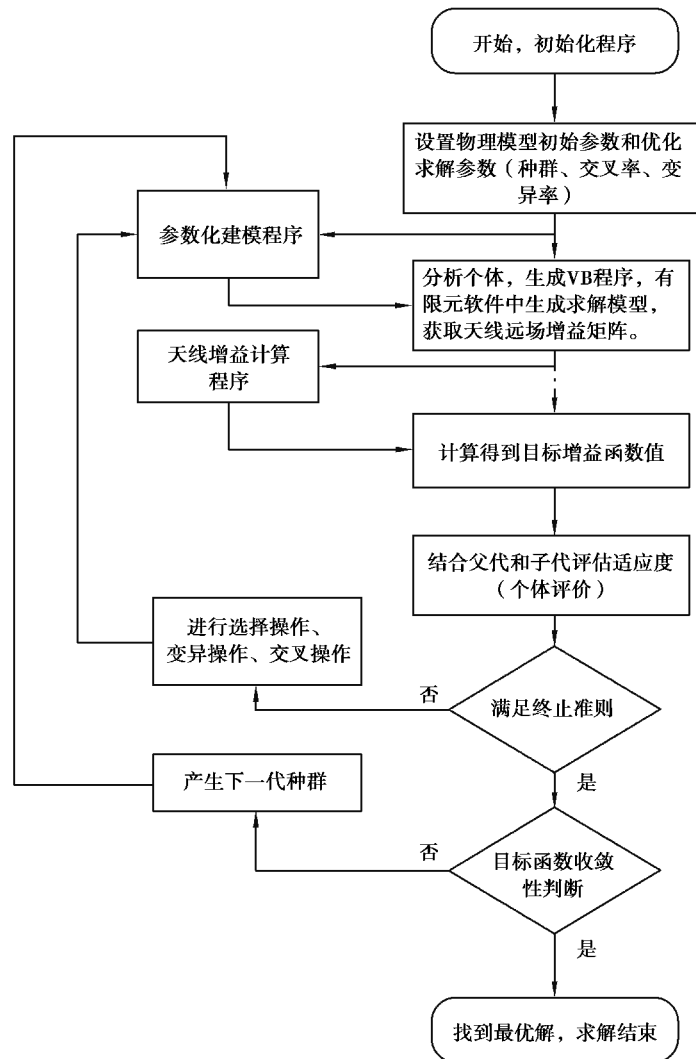 开始，初始化程序
设置物理模型初始参数和优化
求解参数（种群、交叉率、变
异率）
参数化建模程序
分析个体，生成VB程序，有
限元软件中生成求解模型，
获取天线远场增益矩阵。
天线增益计算
程序
计算得到目标增益函数值
结合父代和子代评估适应度
（个体评价）
进行选择操作、
变异操作、交叉操作
否
满足终止准则
是
产生下一代种群
否
目标函数收敛
性判断
是
找到最优解，求解结束